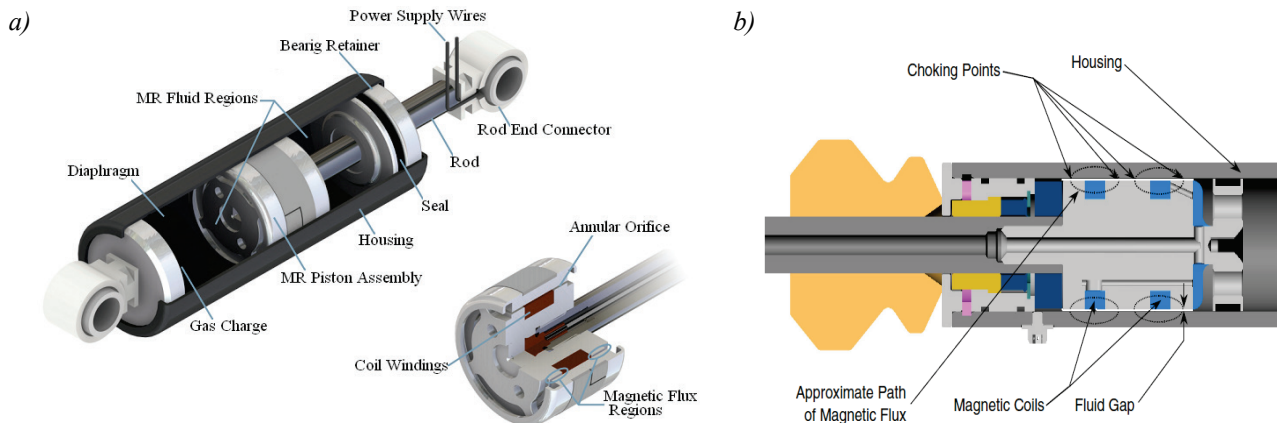 a)
Power Supply Wires
Bearig Retainer
MR Fluid Regions
Rod End Connector
Rod
Diaphragm
Seal
Housing
Annular Orifice
MR Piston Assembly
Gas Charge
Coil Windings
Magnetic Flux
Regions
b)
Choking Points
Housing
Approximate Path
of Magnetic Flux
Magnetic Coils
Fluid Gap